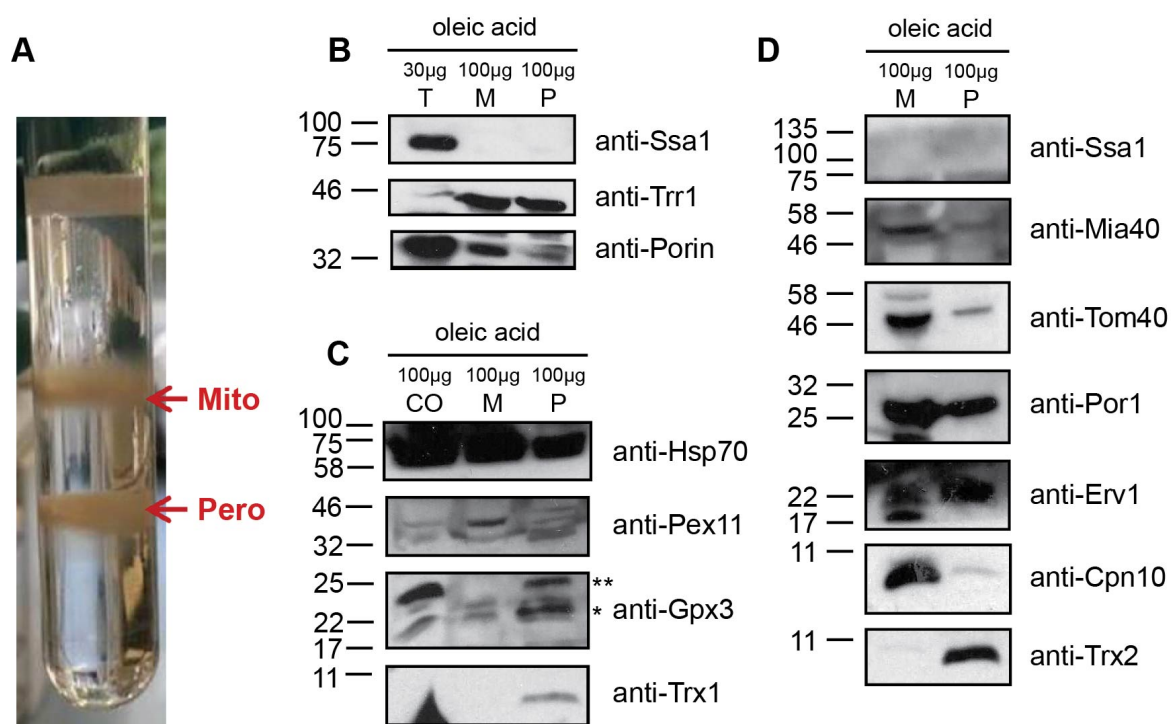 A
Mito
Pero
B
oleic acid
30µg 100µg 100µg
T M P
100
75
anti-Ssa1
46
anti-Trr1
32
anti-Porin
C
oleic acid
100µg 100µg 100µg
CO M P
100
75
58
anti-Hsp70
46
32
anti-Pex11
25
22
17
**
*
anti-Gpx3
11
anti-Trx1
D
oleic acid
100µg 100µg
M P
135
100
75
anti-Ssa1
58
46
anti-Mia40
58
46
anti-Tom40
32
25
anti-Por1
22
17
anti-Erv1
11
anti-Cpn10
11
anti-Trx2